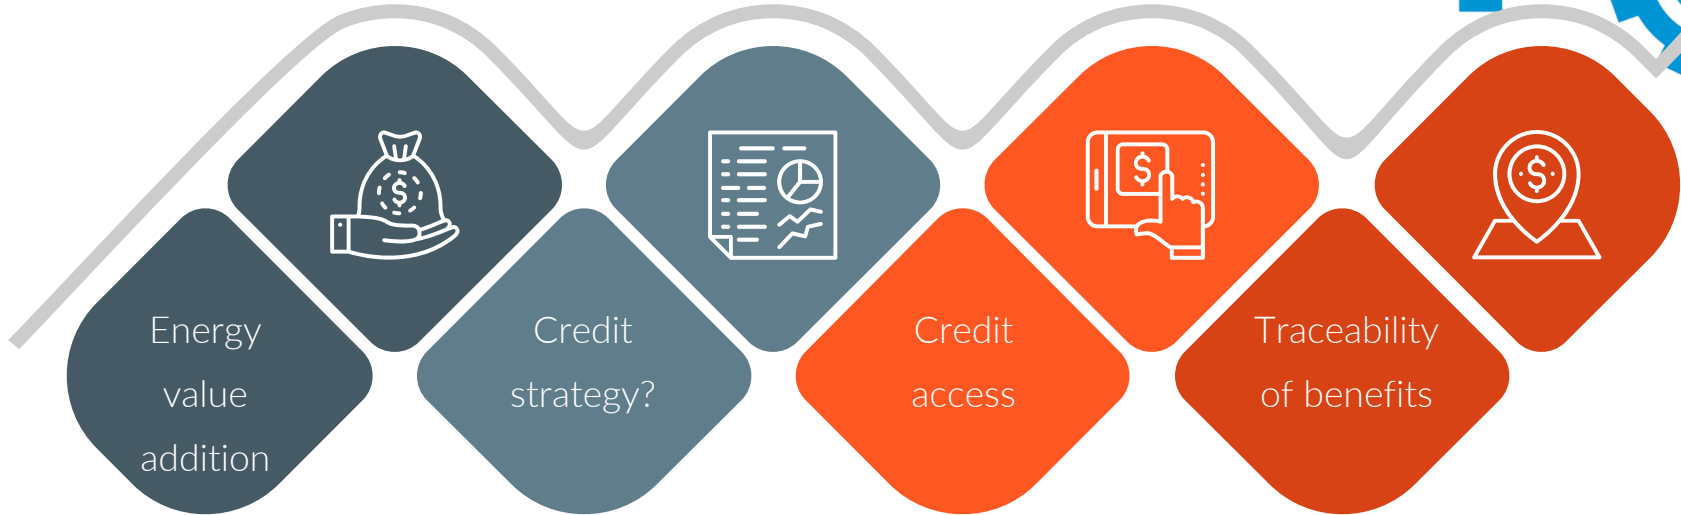 Energy
value
addition
Credit
strategy?
Credit
access
Traceability
of benefits